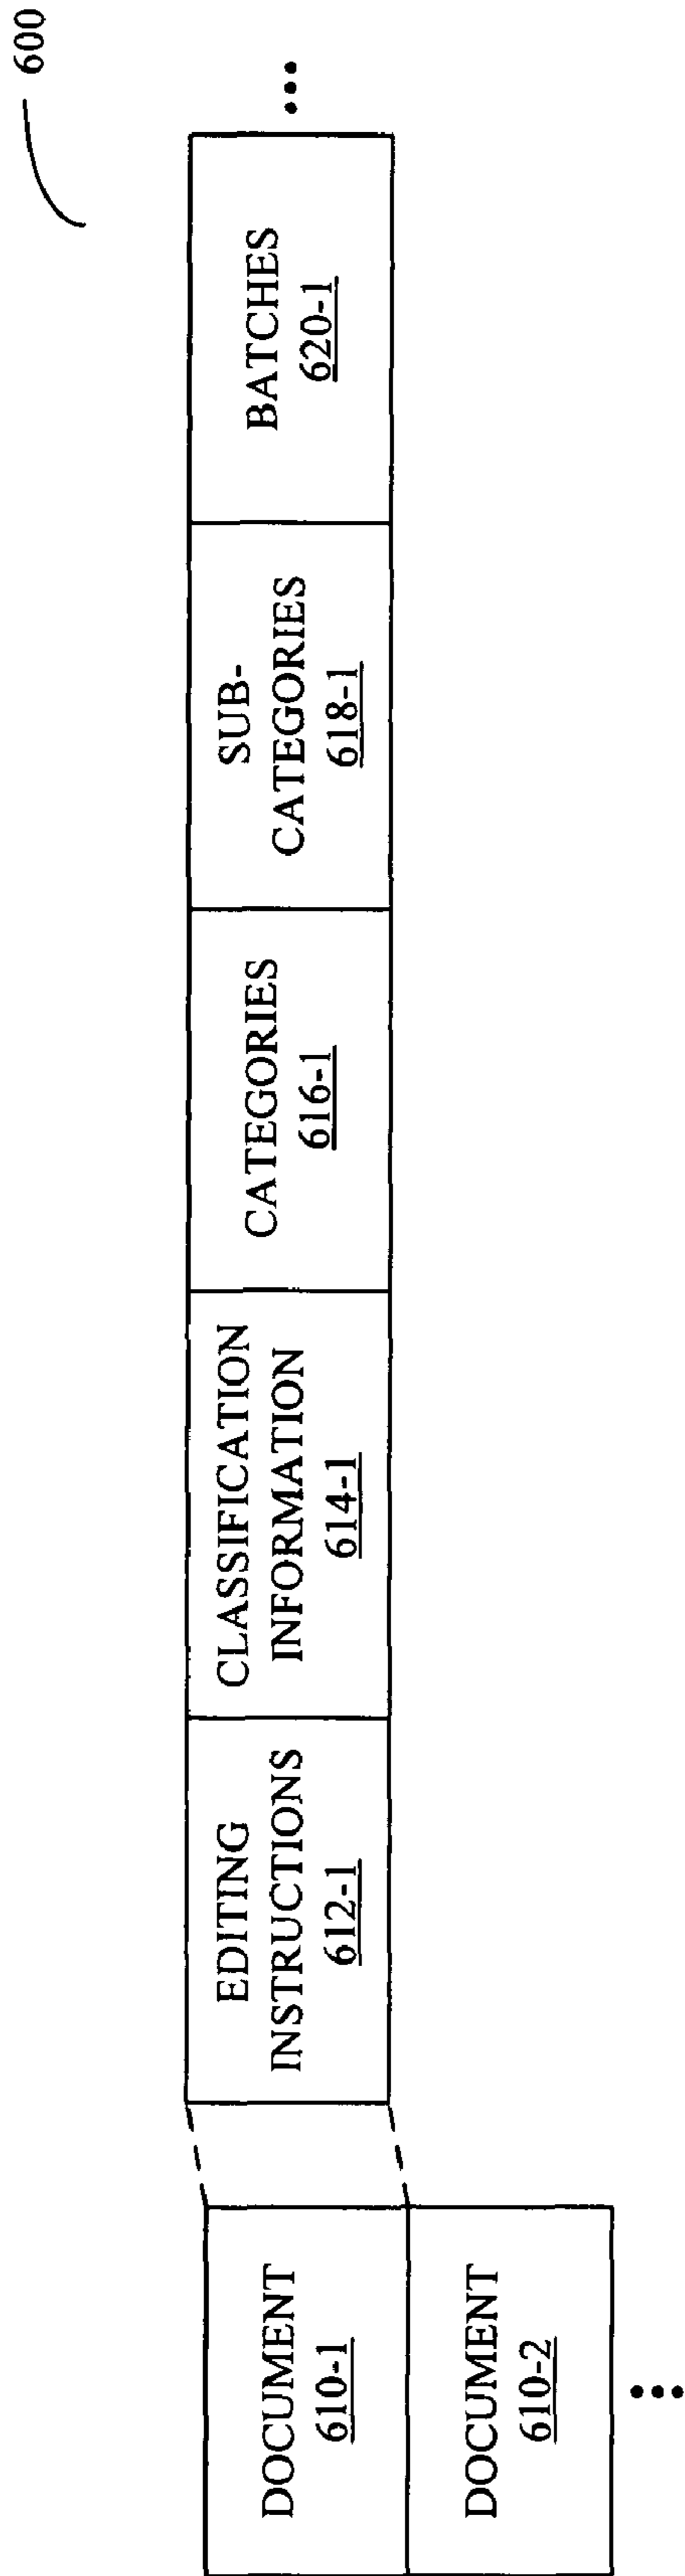 600
DOCUMENT
610-1
EDITING
INSTRUCTIONS
612-1
CLASSIFICATION
INFORMATION
614-1
CATEGORIES
616-1
SUB-
CATEGORIES
618-1
BATCHES
620-1
...
DOCUMENT
610-2
...